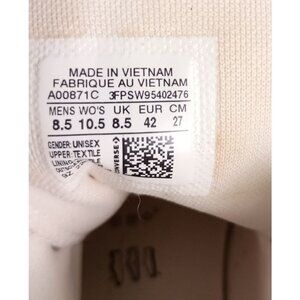 MADE IN VIETNAM
FABRIQUE AU VIETNAM
A00871C 3FPSW95402476
MENS WO'S UK EUR CM
8.5 10.5 8.5 42 27
GENDER: UNISEX
UPPER: TEXTILE
LINING:
CONVERSE